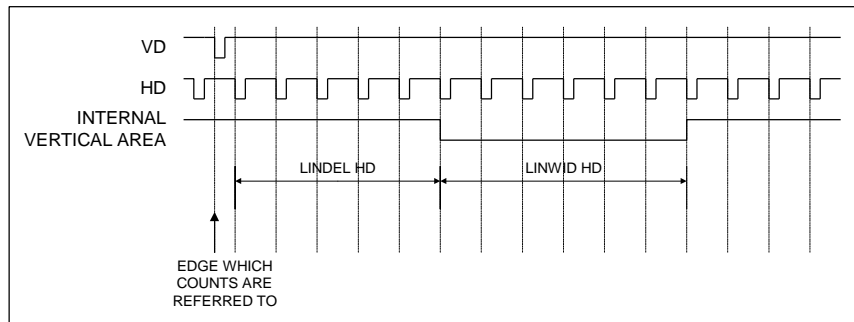 VD
HD
INTERNAL
VERTICAL AREA
LINDEL HD
LINWID HD
EDGE WHICH
COUNTS ARE
REFERRED TO